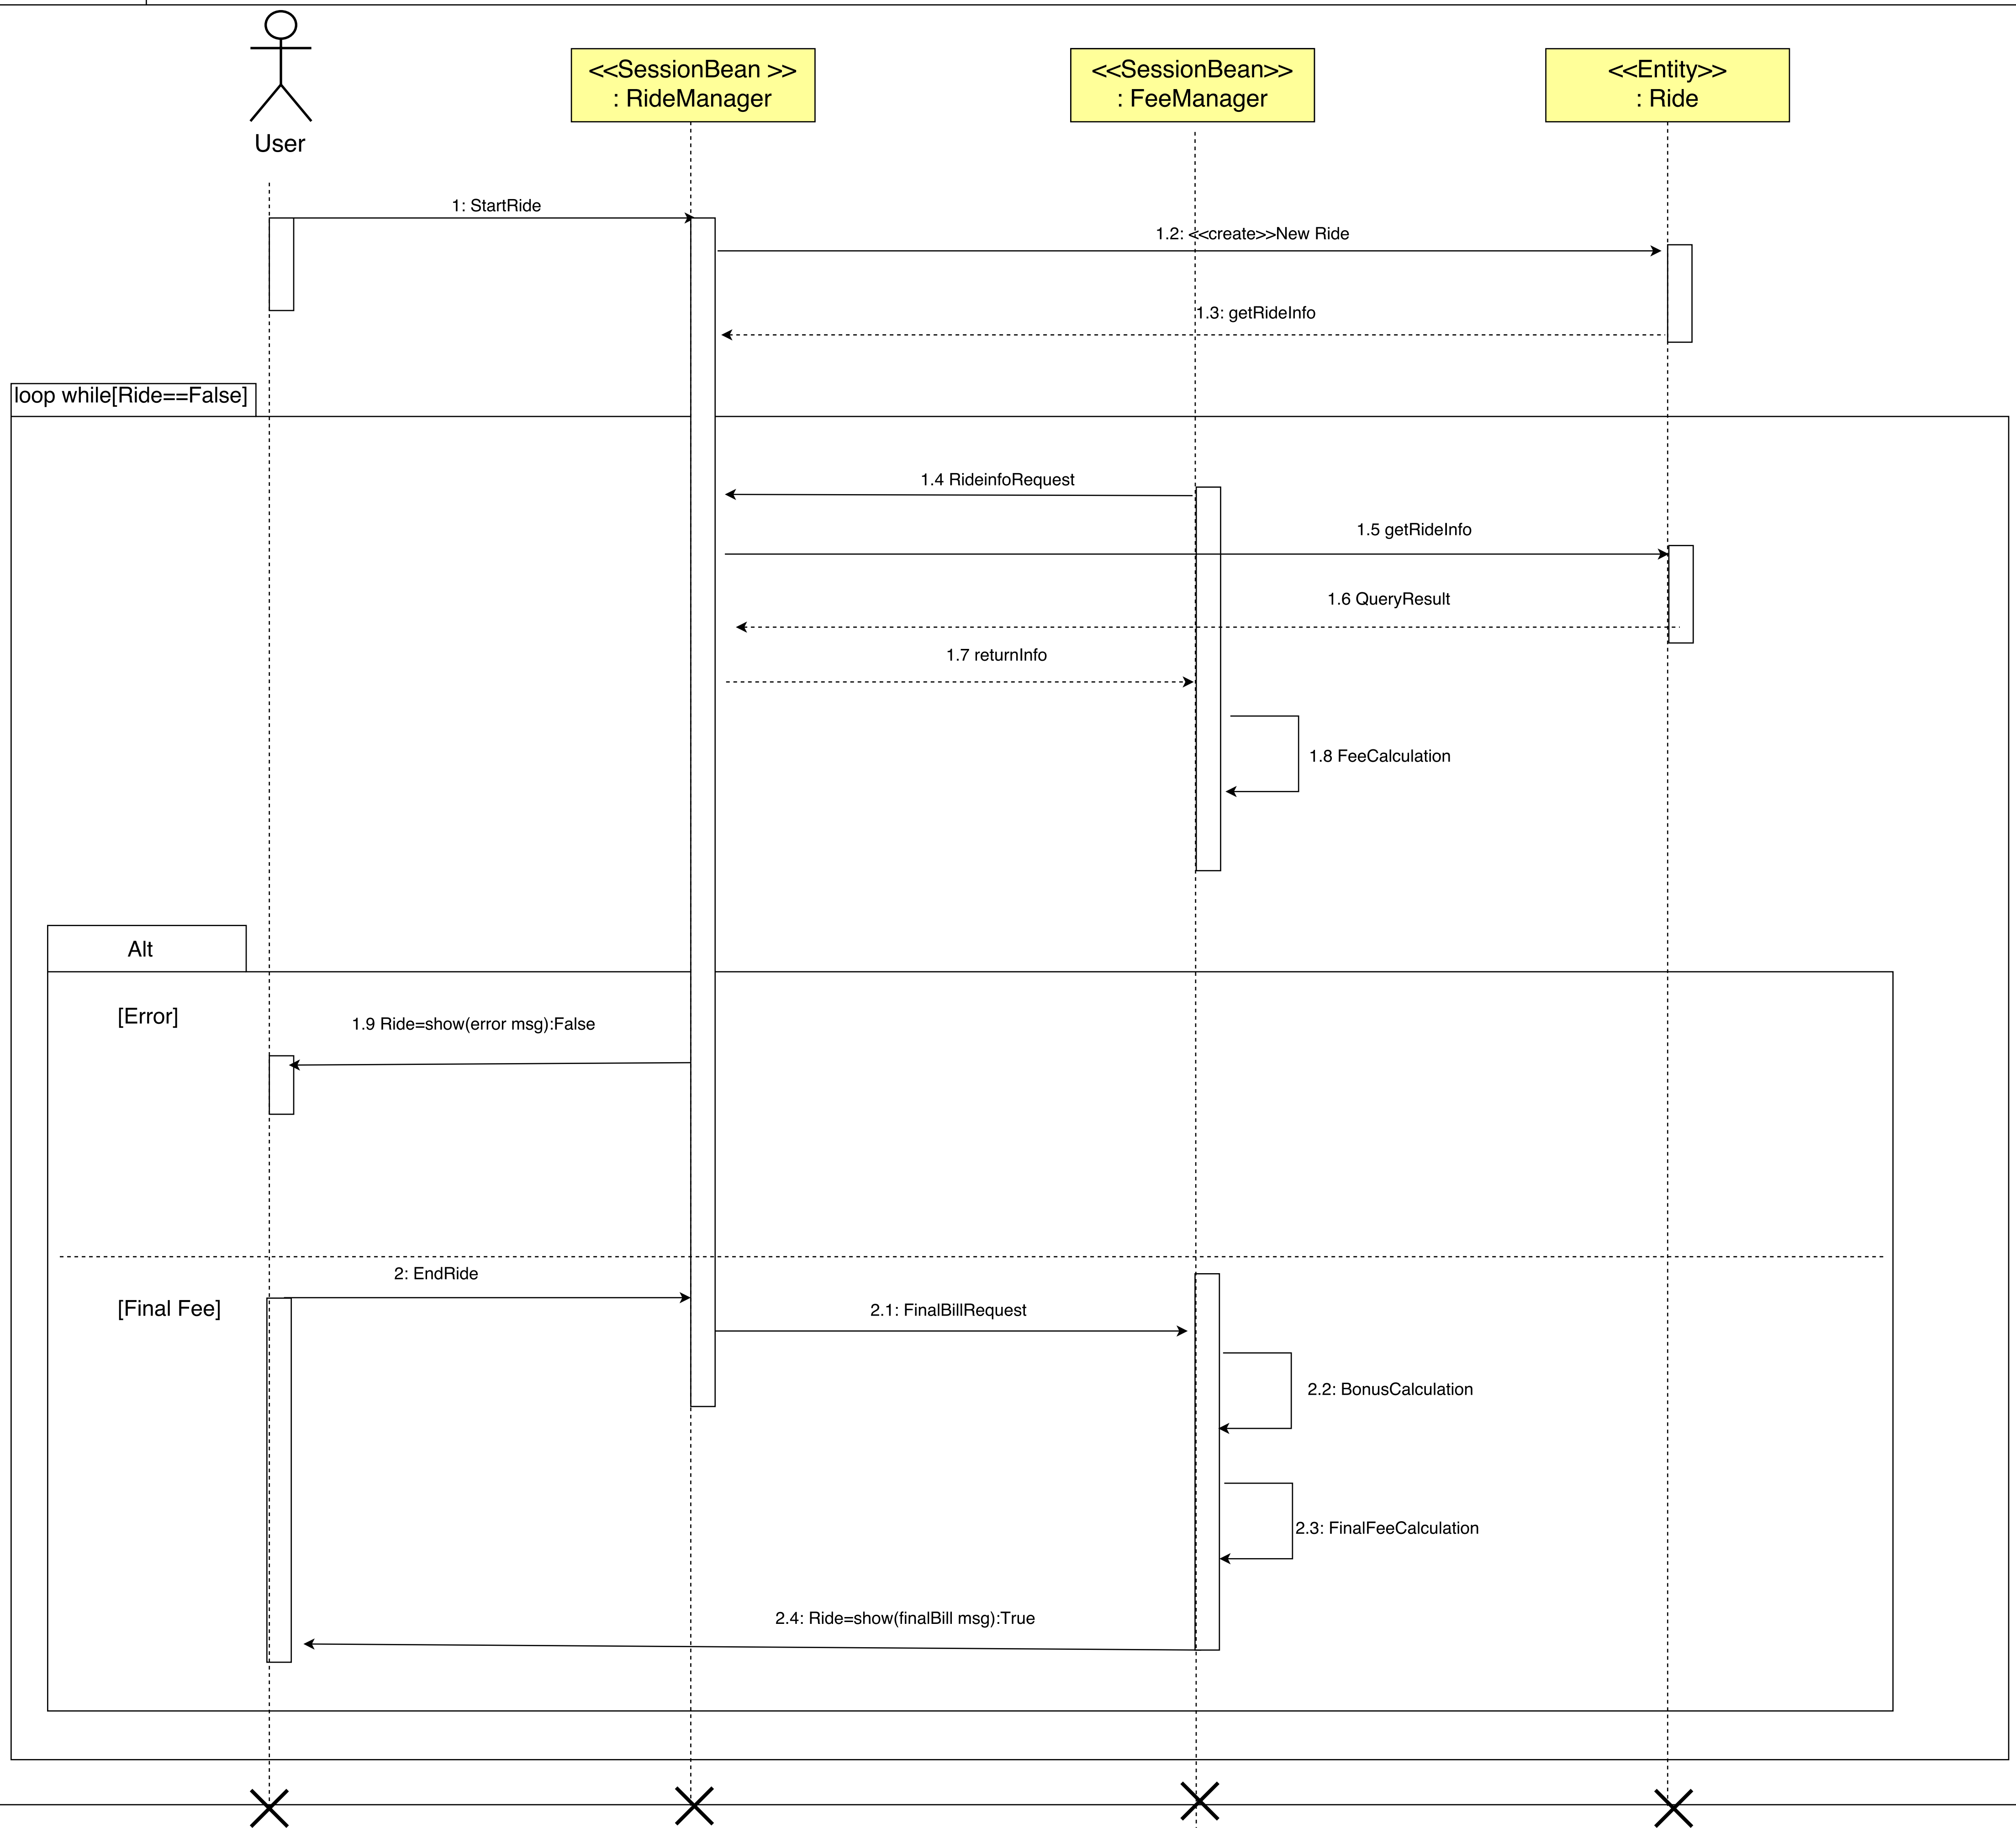 User
<<SessionBean >>
: RideManager
<<SessionBean>>
: FeeManager
<<Entity>>
: Ride
1: StartRide
1.2: <<create>>New Ride
1.3: getRideInfo
loop while[Ride==False]
1.4 RideinfoRequest
1.5 getRideInfo
1.6 QueryResult
1.7 returnInfo
1.8 FeeCalculation
Alt
[Error]
1.9 Ride=show(error msg):False
2: EndRide
[Final Fee]
2.1: FinalBillRequest
2.2: BonusCalculation
2.3: FinalFeeCalculation
2.4: Ride=show(finalBill msg):True